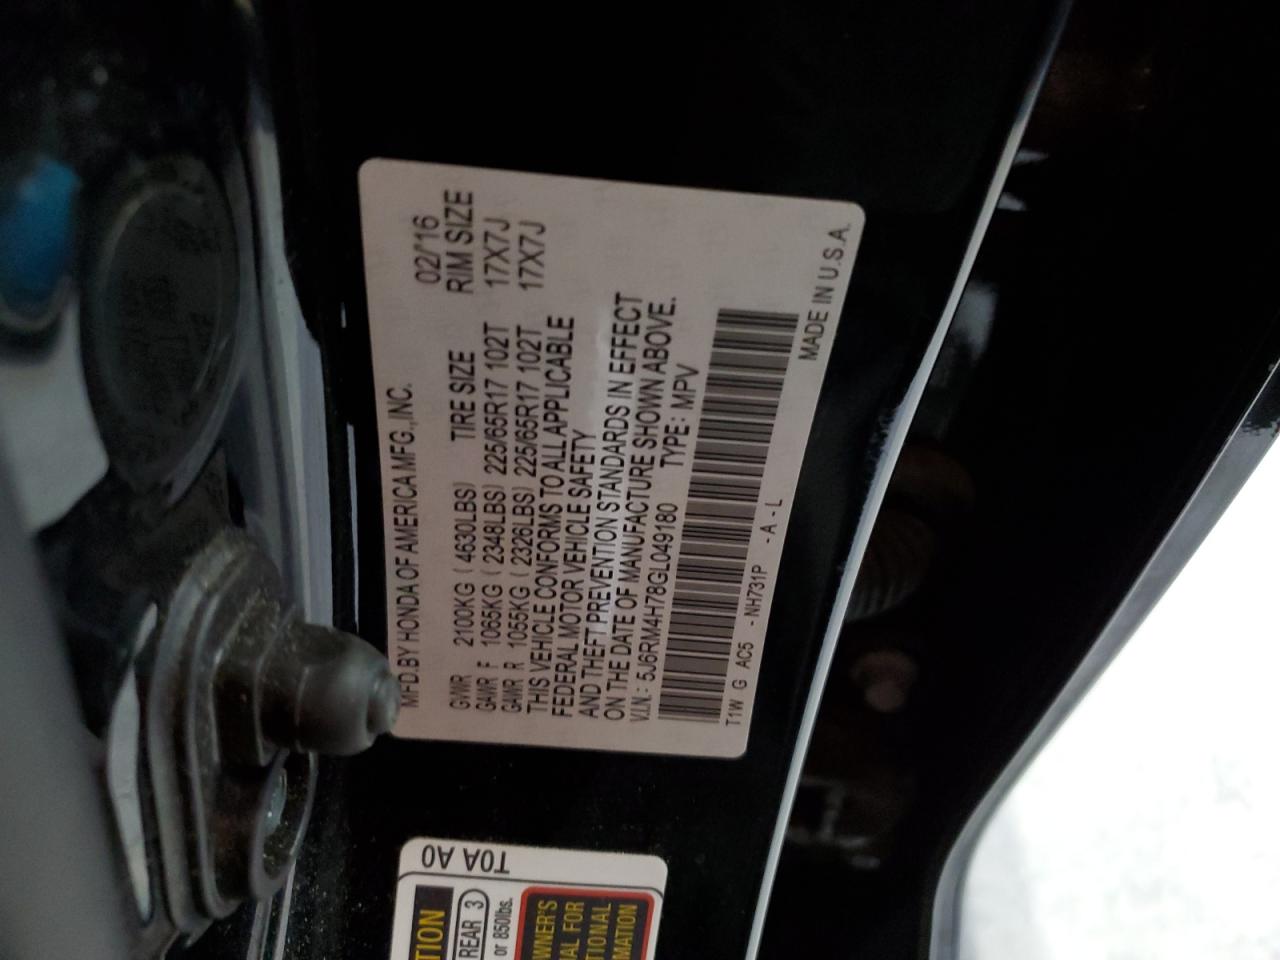 MFD.BY HONDA OF AMERICA MFG.,INC. 02/'16
GVWR 2100KG ( 4630LBS) TIRE SIZE RIM SIZE
GAWR F 1065KG ( 2348LBS) 225/65R17 102T 17X7J
GAWR R 1055KG ( 2326LBS) 225/65R17 102T 17X7J
THIS VEHICLE CONFORMS TO ALL APPLICABLE
FEDERAL MOTOR VEHICLE SAFETY
AND THEFT PREVENTION STANDARDS IN EFFECT
ON THE DATE OF MANUFACTURE SHOWN ABOVE.
V.I.N.: 5J6RM4H78GL049180 TYPE: MPV
T1W G AC5 -NH731P -A-L MADE IN U.S.A.
T0A A0
REAR 3
or 850lbs.